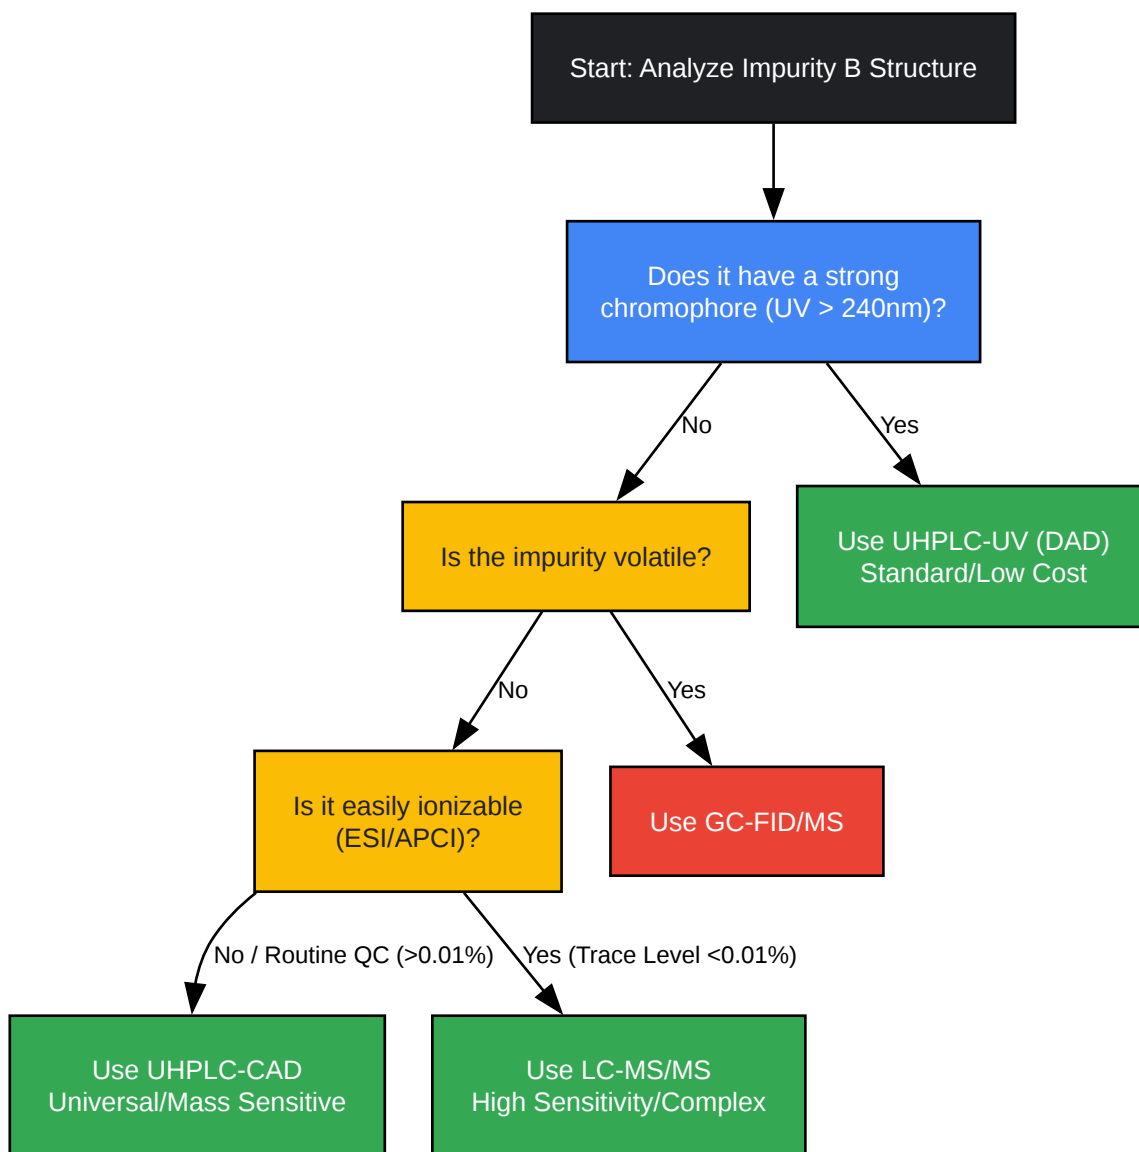 Start: Analyze Impurity B Structure
Does it have a strong
chromophore (UV > 240nm)?
No
Yes
Is the impurity volatile?
Use UHPLC-UV (DAD)
Standard/Low Cost
No
Yes
Is it easily ionizable
(ESI/APCI)?
Use GC-FID/MS
No / Routine QC (>0.01%)
Yes (Trace Level <0.01%)
Use UHPLC-CAD
Universal/Mass Sensitive
Use LC-MS/MS
High Sensitivity/Complex